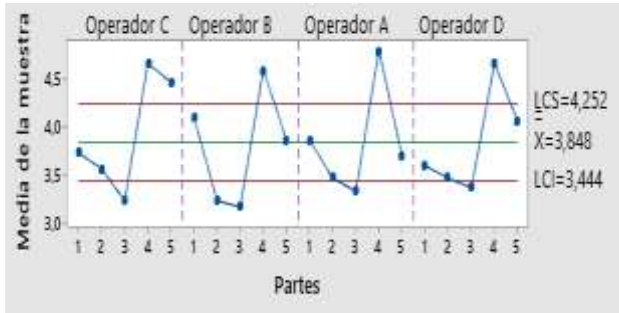 Operador C Operador B Operador A Operador D
Media de la muestra
4.5
4.0
3.5
3.0
LCS=4,252
X=3,848
LCI=3,444
1 2 3 4 5 1 2 3 4 5 1 2 3 4 5 1 2 3 4 5
Partes